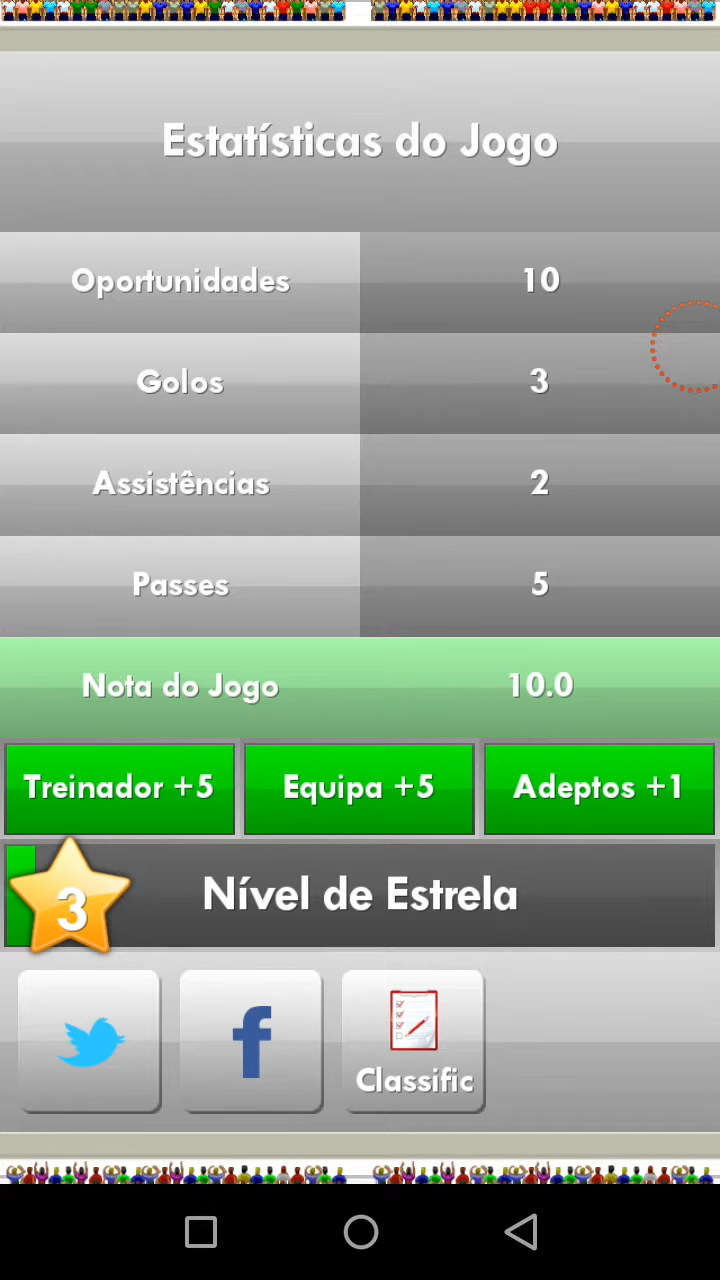 Estatísticas do Jogo
Oportunidades 10
Golos 3
Assistências 2
Passes 5
Nota do Jogo 10.0
Treinador +5 Equipa +5 Adeptos +1
3 Nível de Estrela
Classific